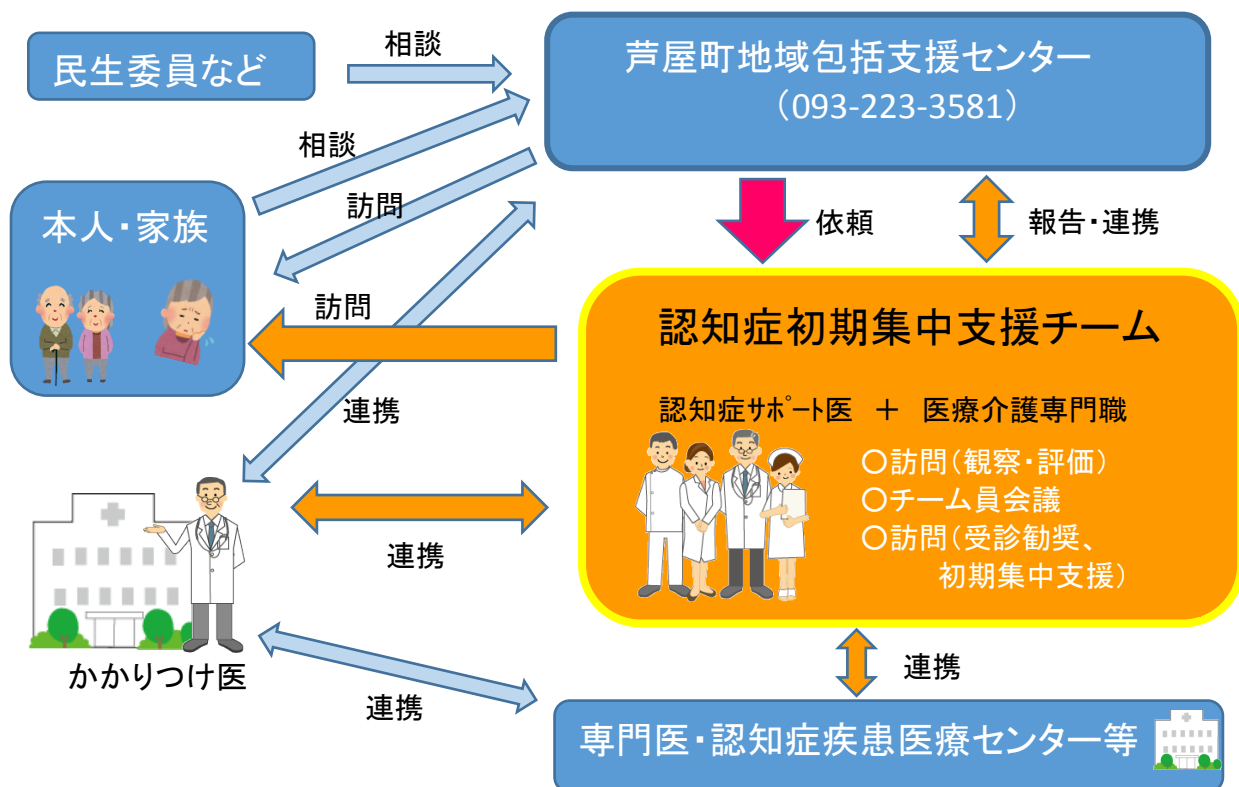 民生委員など
相談
芦屋町地域包括支援センター
（093-223-3581）
相談
訪問
本人・家族
依頼
報告・連携
訪問
認知症初期集中支援チーム
連携
認知症ｻﾎﾟｰﾄ医　＋　医療介護専門職
〇訪問（観察・評価）
〇チーム員会議
〇訪問（受診勧奨、
初期集中支援）
連携
かかりつけ医
連携
連携
専門医・認知症疾患医療センター等